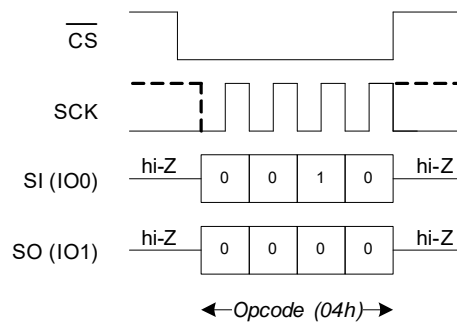 CS
SCK
hi-Z hi-Z
SI (IO0) 0 0 1 0
hi-Z hi-Z
SO (IO1) 0 0 0 0
Opcode (04h)